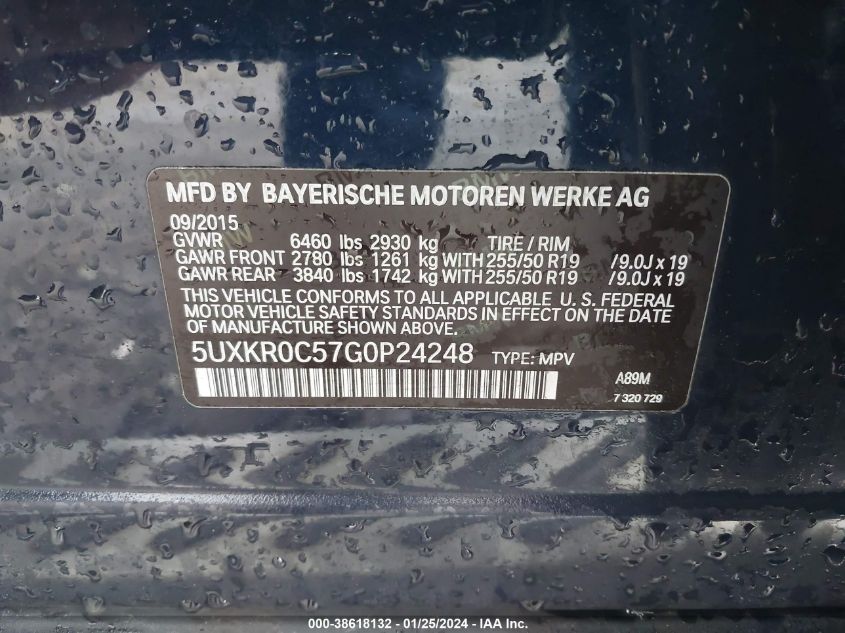 MFD BY BAYERISCHE MOTOREN WERKE AG
09/2015
GVWR 6460 lbs 2930 kg TIRE / RIM
GAWR FRONT 2780 lbs 1261 kg WITH 255/50 R19 /9.0J x 19
GAWR REAR 3840 lbs 1742 kg WITH 255/50 R19 /9.0J x 19
THIS VEHICLE CONFORMS TO ALL APPLICABLE U. S. FEDERAL
MOTOR VEHICLE SAFETY STANDARDS IN EFFECT ON THE DATE
OF MANUFACTURE SHOWN ABOVE.
5UXKR0C57G0P24248 TYPE: MPV
A89M
7 320 729
000-38618132 - 01/25/2024 - IAA Inc.